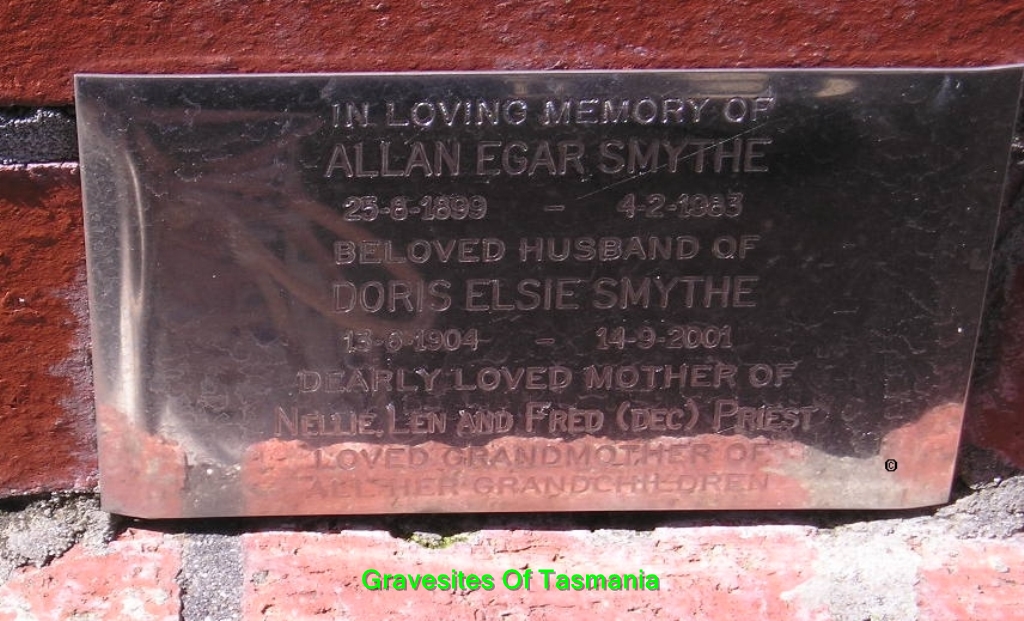 IN LOVING MEMORY OF
ALLAN EGAR SMYTHE
25-8-1899 - 4-2-1983
BELOVED HUSBAND OF
DORIS ELSIE SMYTHE
13-6-1904 - 14-9-2001
DEARLY LOVED MOTHER OF
NELLIE, LEN AND FRED (DEC) PRIEST
LOVED GRANDMOTHER OF
ALL HER GRANDCHILDREN
©
Gravesites Of Tasmania